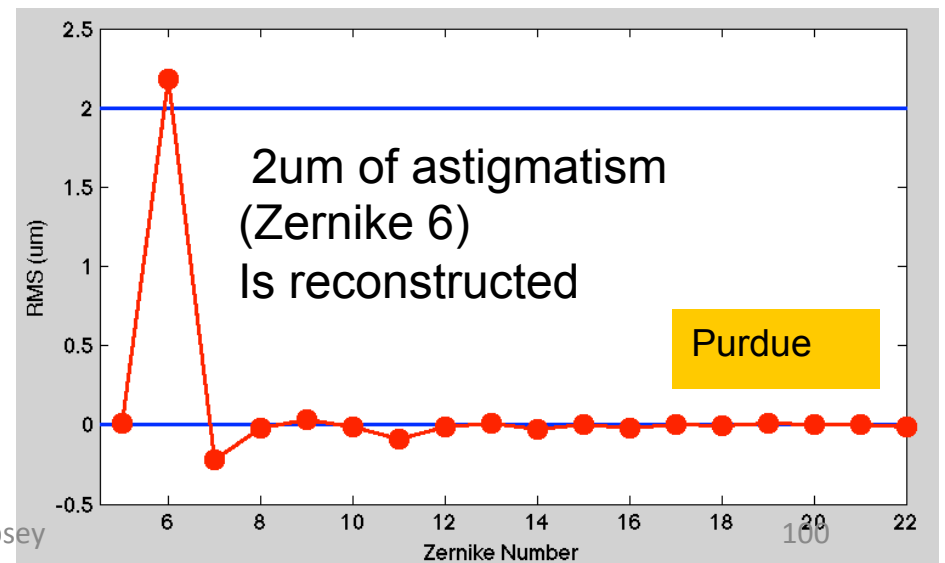 2.5
2
1.5
1
0.5
0
-0.5
RMS (um)
2um of astigmatism
(Zernike 6)
Is reconstructed
Purdue
6 8 10 12 14 16 18 20 22
Zernike Number
100